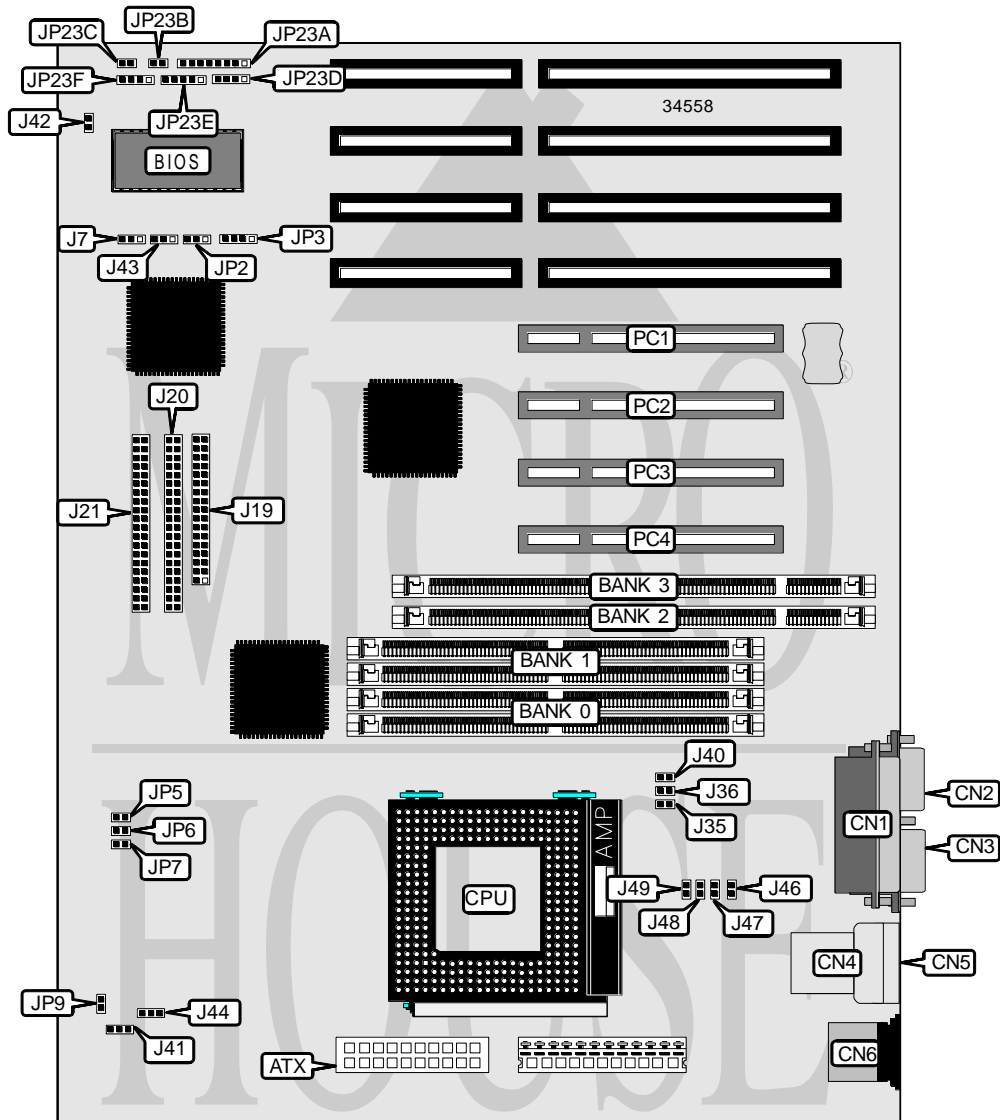 JP23B
JP23C
JP23A
JP23F
JP23D
JP23E
34558
J42
BIOS
J7
JP3
J43
JP2
PC1
J20
PC2
J21
J19
PC3
PC4
BANK 3
BANK 2
BANK 1
BANK 0
MICRO
®
HOUSE
J40
J36
J35
CN2
CN1
CN3
JP5
JP6
JP7
AMP
CPU
J49
J46
J48
J47
CN4
CN5
JP9
J44
J41
ATX
CN6